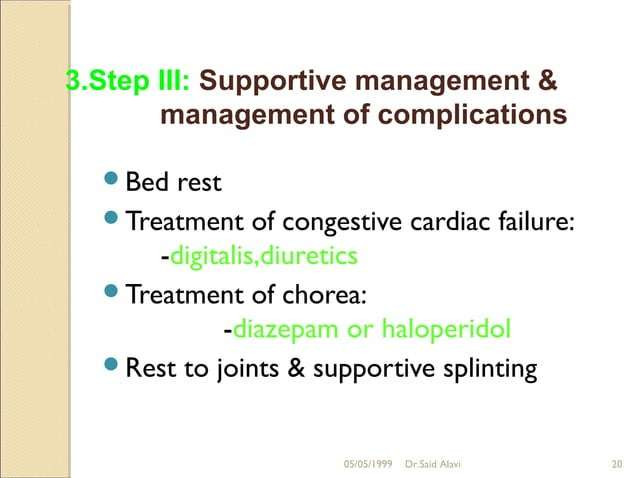 3.Step III: Supportive management &
management of complications
Bed rest
Treatment of congestive cardiac failure:
-digitalis,diuretics
Treatment of chorea:
-diazepam or haloperidol
Rest to joints & supportive splinting
05/05/1999 Dr.Said Alavi 20